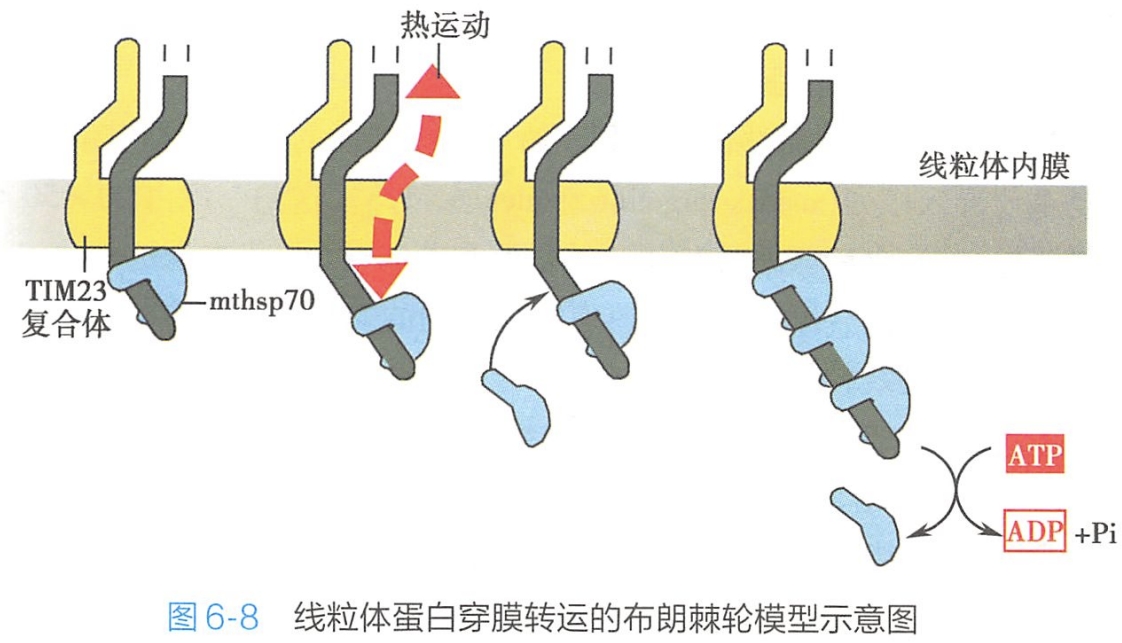 热运动
线粒体内膜
TIM23
复合体
mthsp70
ATP
ADP +Pi
图 6-8 线粒体蛋白穿膜转运的布朗棘轮模型示意图